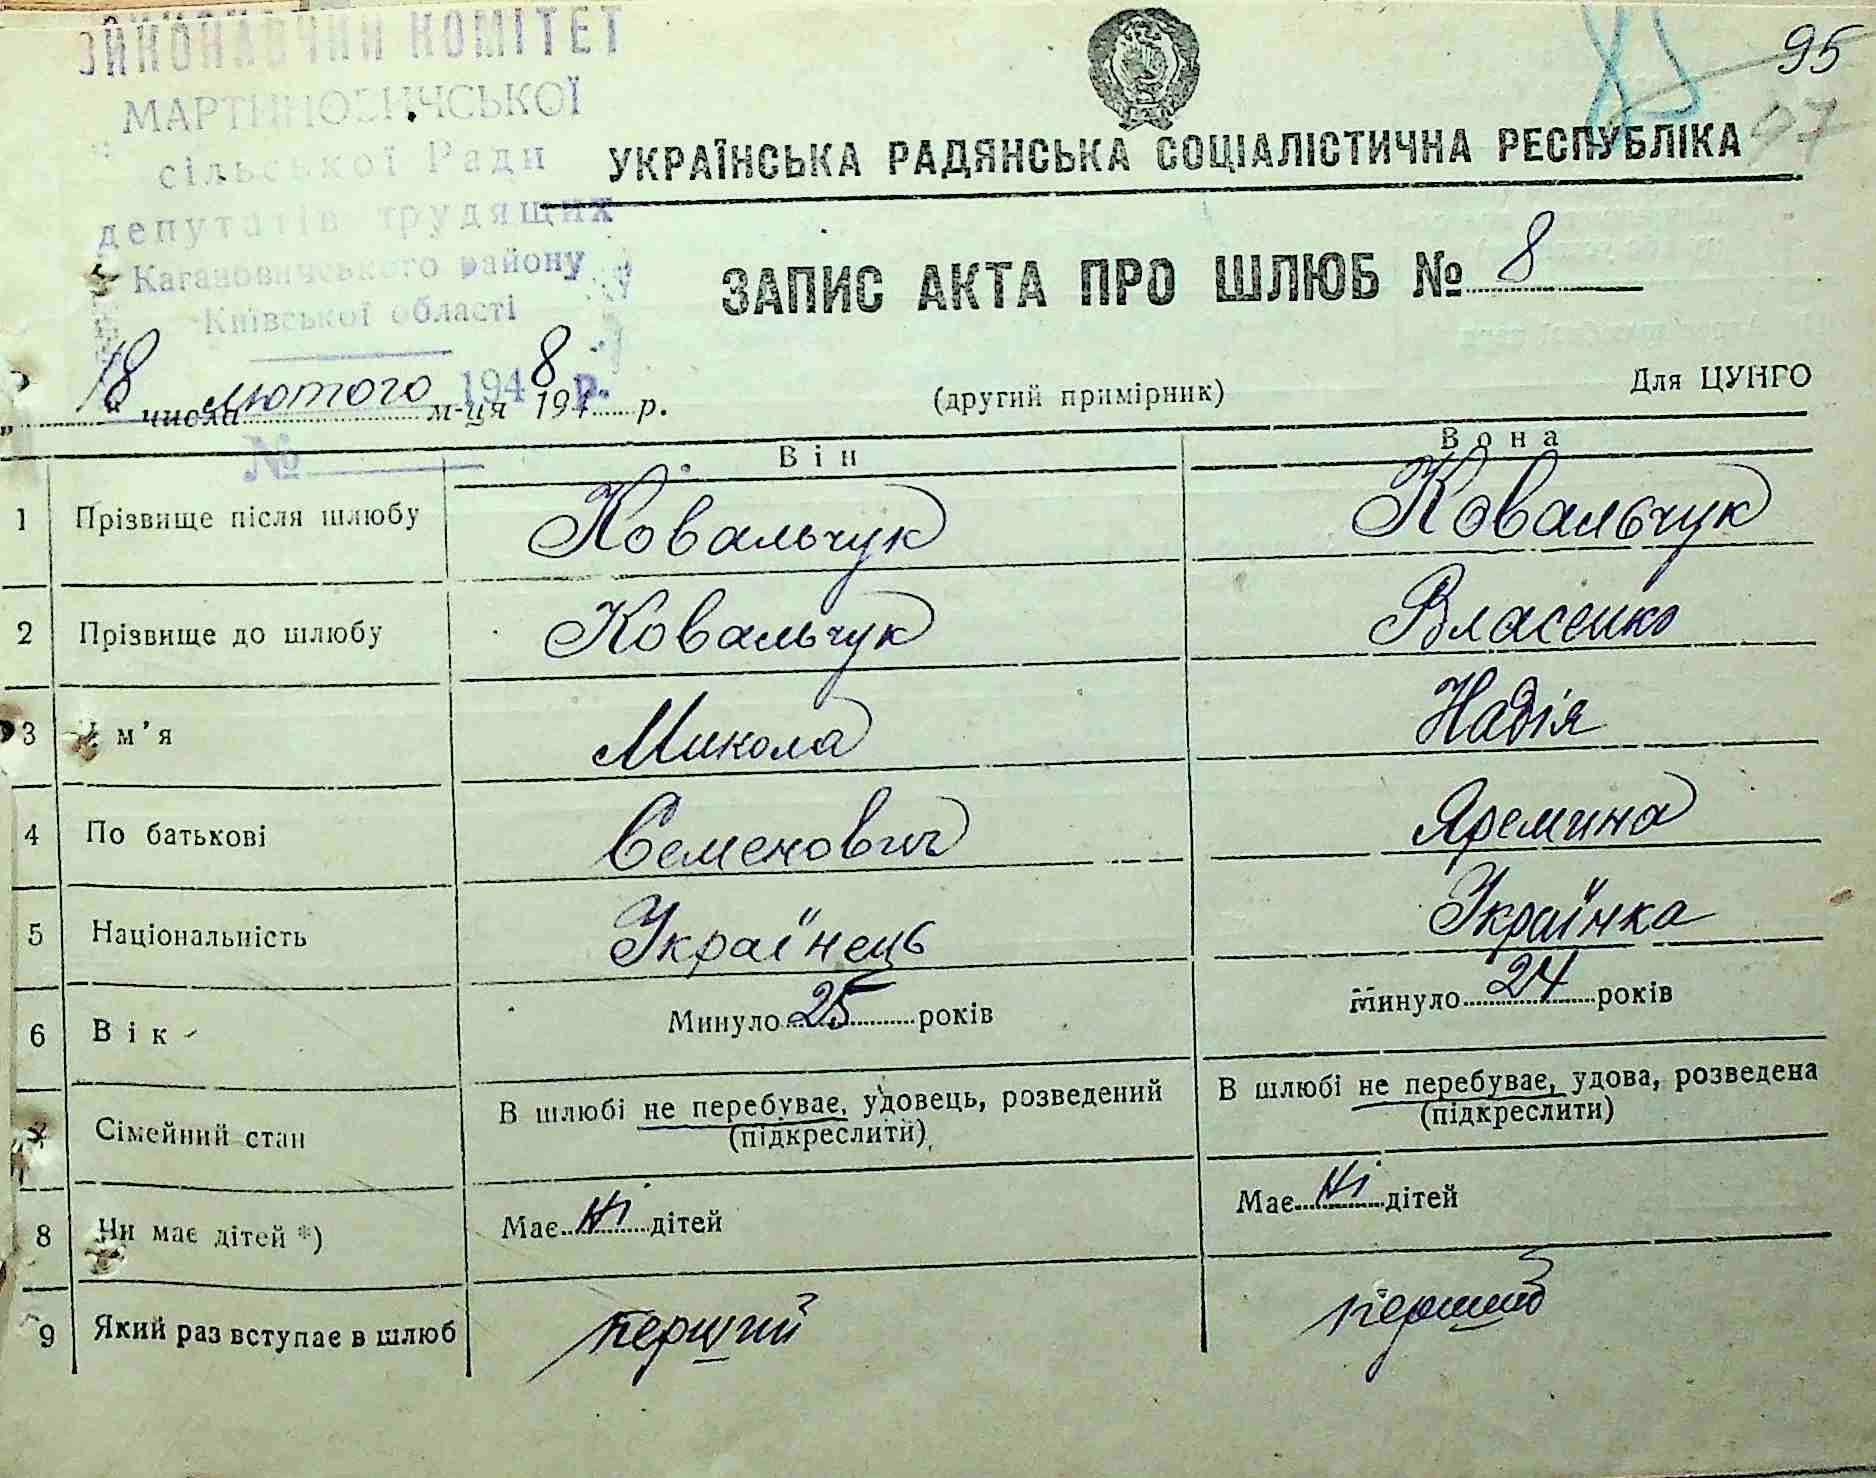 ВИКОНАВЧИЙ КОМІТЕТ
МАРТИНОВИЧСЬКОЇ
сільської Ради
депутатів трудящих
Кагановичського району
Київської області
194 р.
№
95
97
УКРАЇНСЬКА РАДЯНСЬКА СОЦІАЛІСТИЧНА РЕСПУБЛІКА
ЗАПИС АКТА ПРО ШЛЮБ № 8
„18" числа лютого м-ця 1948 р.
(другий примірник)
Для ЦУНГО
Він Вона
1 Прізвище після шлюбу Ковальчук Ковальчук
2 Прізвище до шлюбу Ковальчук Власенко
3 Ім'я Микола Надія
4 По батькові Семенович Яремина
5 Національність Українець Українка
6 Вік Минуло 25 років Минуло 24 років
7 Сімейний стан В шлюбі не перебуває, удовець, розведений В шлюбі не перебуває, удова, розведена
(підкреслити) (підкреслити)
8 Чи має дітей *) Має ні дітей Має ні дітей
9 Який раз вступає в шлюб перший перший